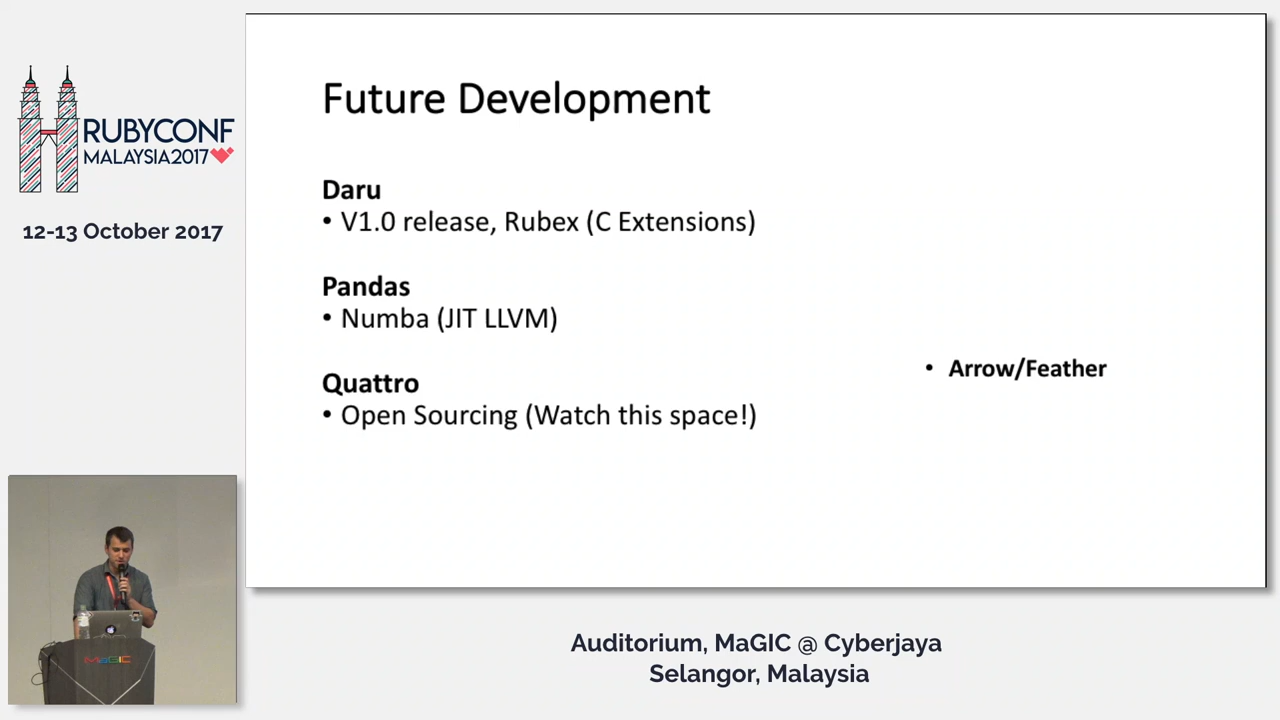 RUBYCONF
MALAYSIA2017
12-13 October 2017
Future Development
Daru
• V1.0 release, Rubex (C Extensions)
Pandas
• Numba (JIT LLVM)
Quattro
• Open Sourcing (Watch this space!)
• Arrow/Feather
MaGIC
Auditorium, MaGIC @ Cyberjaya
Selangor, Malaysia